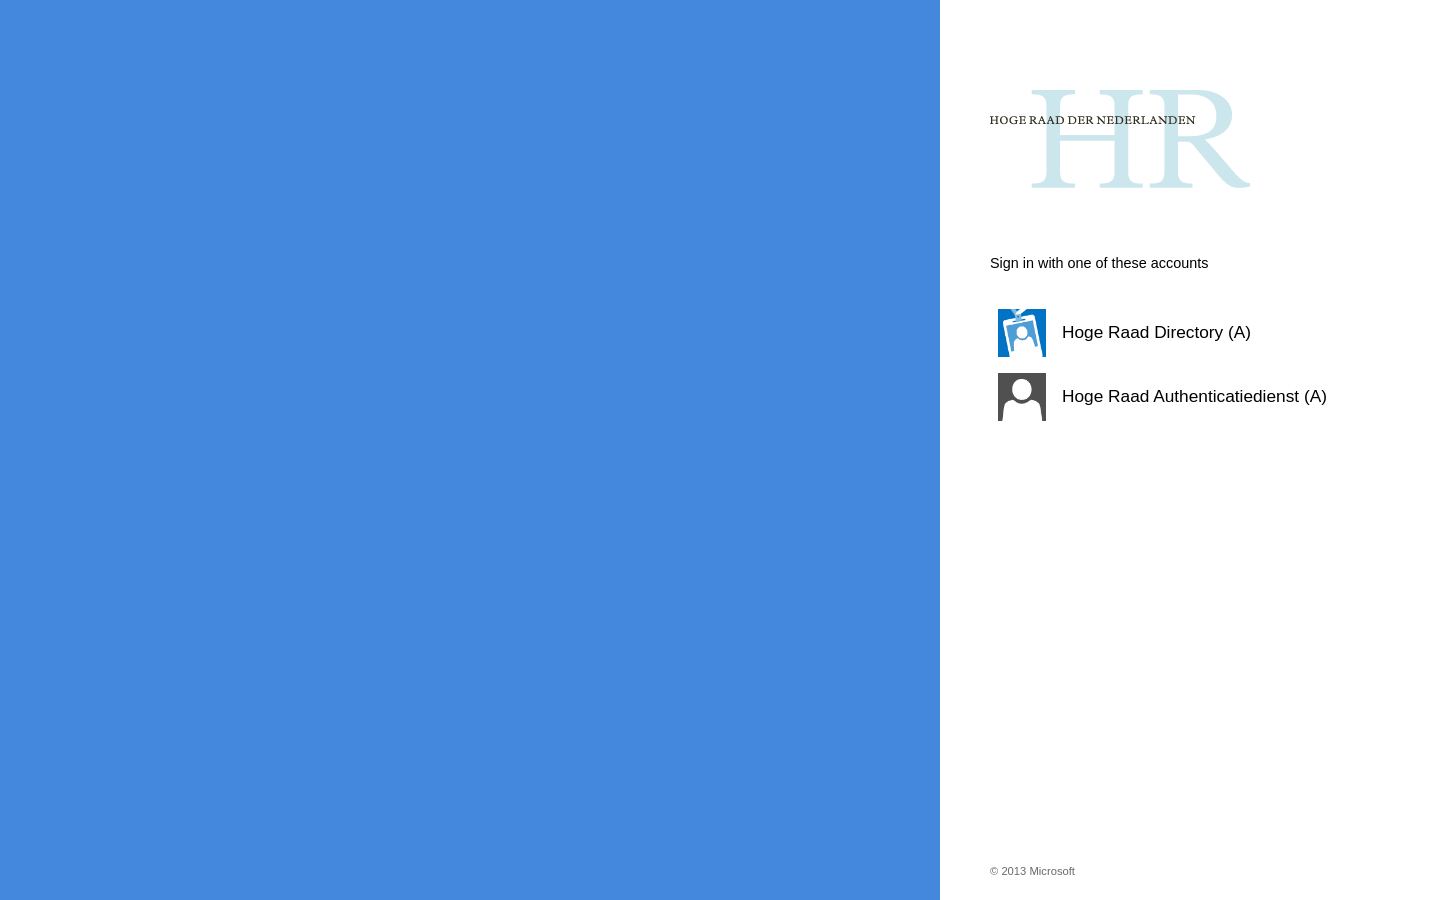 HR
HOGE RAAD DER NEDERLANDEN
Sign in with one of these accounts
Hoge Raad Directory (A)
Hoge Raad Authenticatiedienst (A)
© 2013 Microsoft